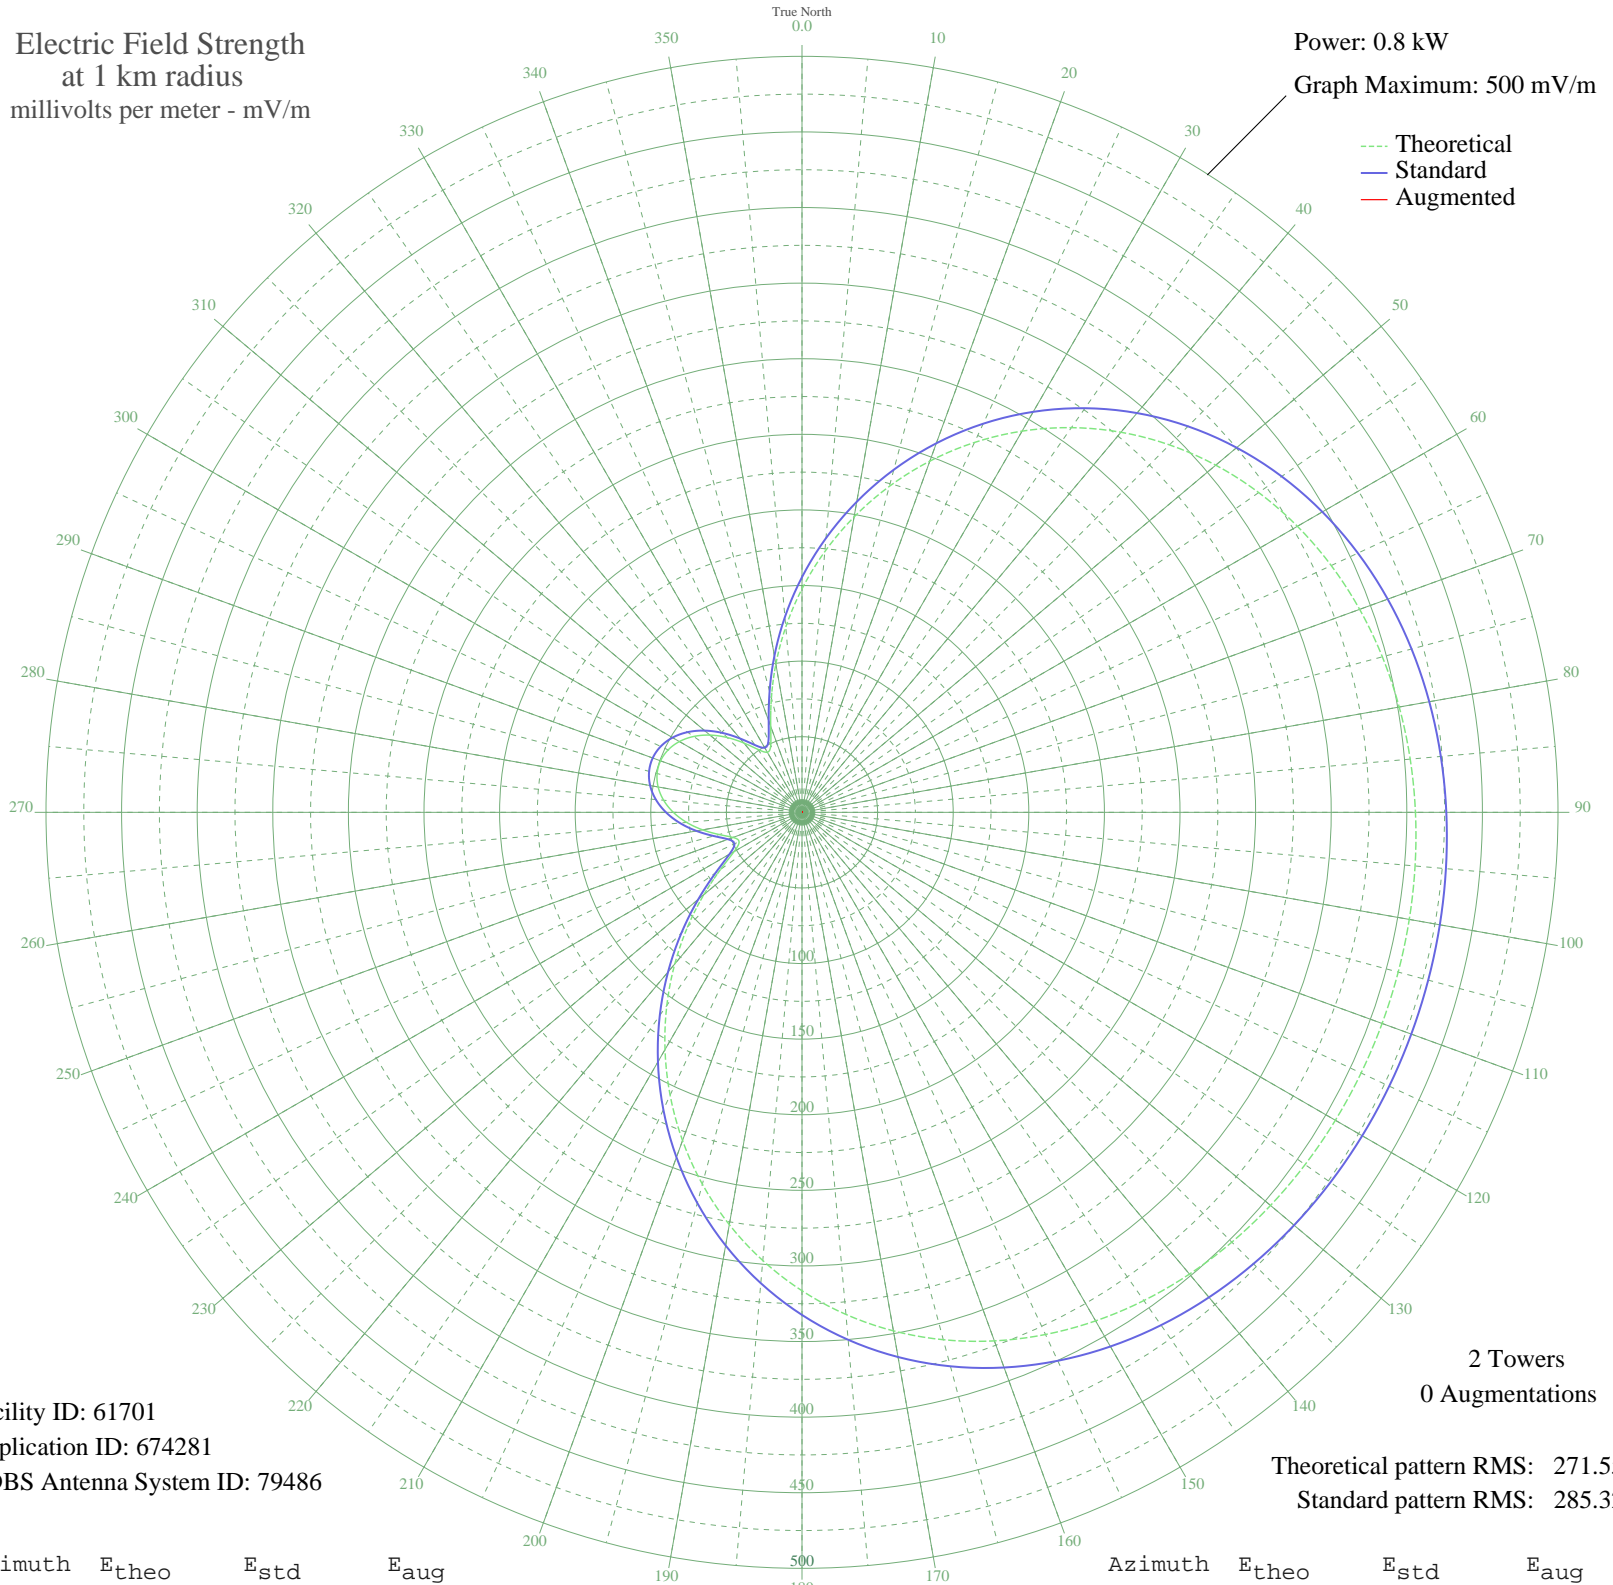 True North
0.0
Electric Field Strength
at 1 km radius
millivolts per meter - mV/m
Power: 0.8 kW
Graph Maximum: 500 mV/m
Theoretical
Standard
Augmented
10
20
30
40
50
60
70
80
90
100
110
120
130
140
150
160
170
190
200
210
220
230
240
250
260
270
280
290
300
310
320
330
340
350
100
150
200
250
300
350
400
450
500
2 Towers
0 Augmentations
cility ID: 61701
plication ID: 674281
DBS Antenna System ID: 79486
Theoretical pattern RMS: 271.5
Standard pattern RMS: 285.3
imuth Etheo Estd Eaug
Azimuth Etheo Estd Eaug